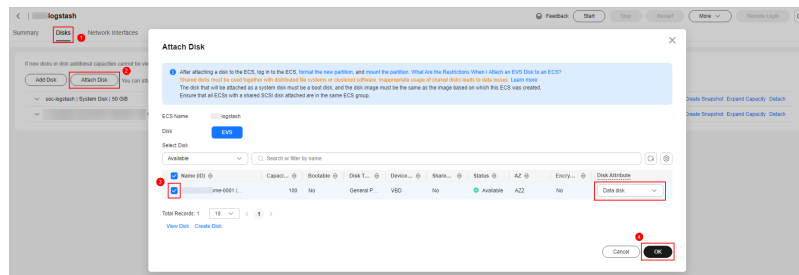 logstash
Feedback Start Stop Restart More Remote Login
Summary Disks Network Interfaces
1
If new disks or disk additional capacities cannot be vie
2
Add Disk Attach Disk You can att
soc-logstash | System Disk | 50 GiB
Create Snapshot Expand Capacity Detach
Create Snapshot Expand Capacity Detach
Attach Disk
After attaching a disk to the ECS, log in to the ECS, format the new partition, and mount the partition. What Are the Restrictions When I Attach an EVS Disk to an ECS?
Shared disks must be used together with distributed file systems or clustered software. Inappropriate usage of shared disks leads to data losses. Learn more
The disk that will be attached as a system disk must be a boot disk, and the disk image must be the same as the image based on which this ECS was created.
Ensure that all ECSs with a shared SCSI disk attached are in the same ECS group.
ECS Name -logstash
Disk EVS
Select Disk
Available Search or filter by name.
3
Name (ID) Capaci... Bootable Disk T... Device... Share... Status AZ Encry... Disk Attribute
me-0001 (... 100 No General P... VBD No Available AZ2 No Data disk
Total Records: 1 10 < 1 >
View Disk Create Disk
4
Cancel OK